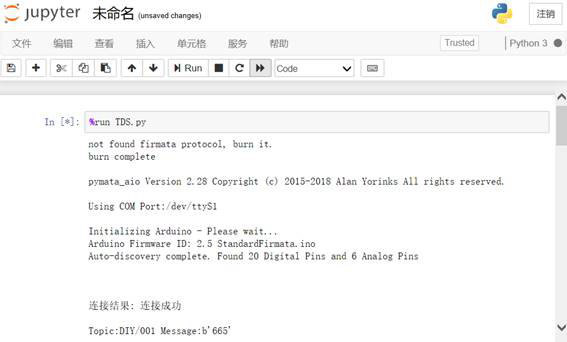 jupyter 未命名 (unsaved changes) 注销
文件 编辑 查看 插入 单元格 服务 帮助 Trusted Python 3
Run Code
In [*]: %run TDS.py
not found firmata protocol, burn it.
burn complete
pymata_aio Version 2.28 Copyright (c) 2015-2018 Alan Yorinks All rights reserved.
Using COM Port:/dev/ttyS1
Initializing Arduino - Please wait...
Arduino Firmware ID: 2.5 StandardFirmata.ino
Auto-discovery complete. Found 20 Digital Pins and 6 Analog Pins
连接结果: 连接成功
Topic:DIY/001 Message:b'665'